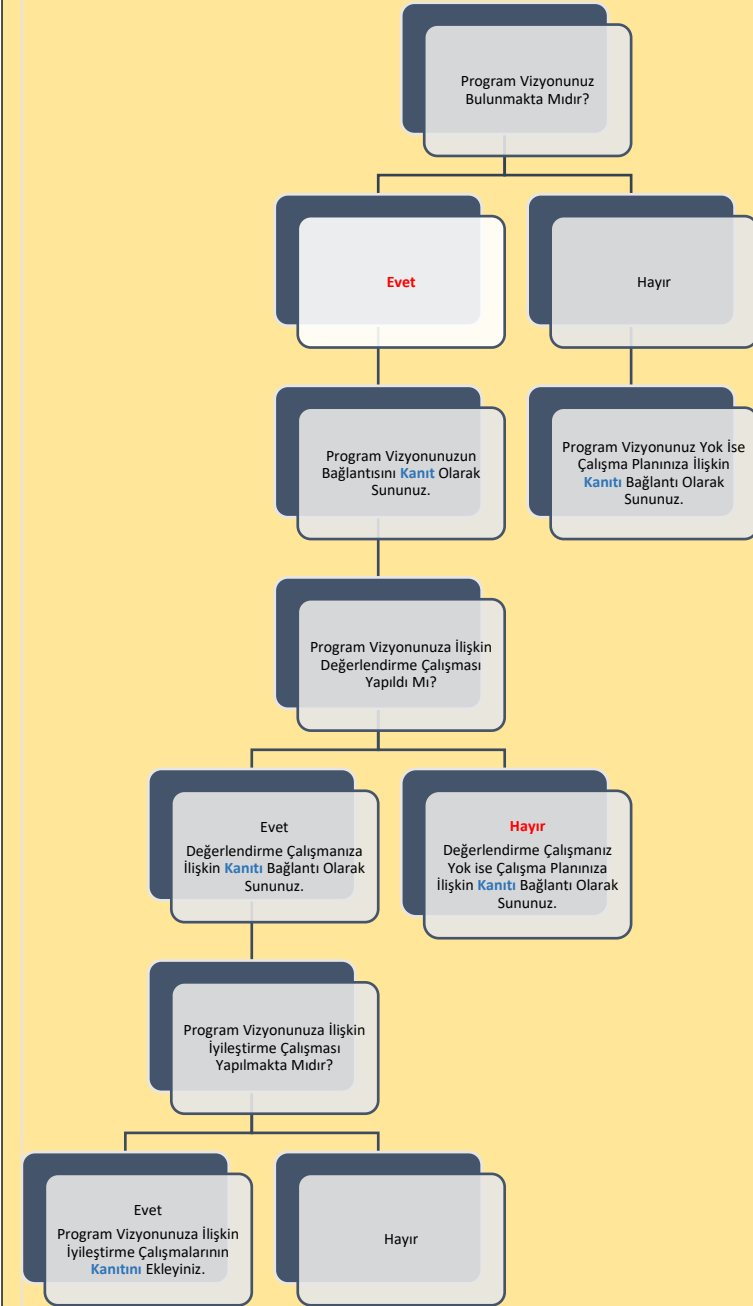 Program Vizyonunuz
Bulunmakta Mıdır?
Evet
Hayır
Program Vizyonunuzun
Bağlantısını Kanıt Olarak
Sununuz.
Program Vizyonunuz Yok İse
Çalışma Planınıza İlişkin
Kanıtı Bağlantı Olarak
Sununuz.
Program Vizyonunuza İlişkin
Değerlendirme Çalışması
Yapıldı Mı?
Evet
Değerlendirme Çalışmanıza
İlişkin Kanıtı Bağlantı Olarak
Sununuz.
Hayır
Değerlendirme Çalışmanız
Yok ise Çalışma Planınıza
İlişkin Kanıtı Bağlantı Olarak
Sununuz.
Program Vizyonunuza İlişkin
İyileştirme Çalışması
Yapılmakta Mıdır?
Evet
Program Vizyonunuza İlişkin
İyileştirme Çalışmalarının
Kanıtını Ekleyiniz.
Hayır